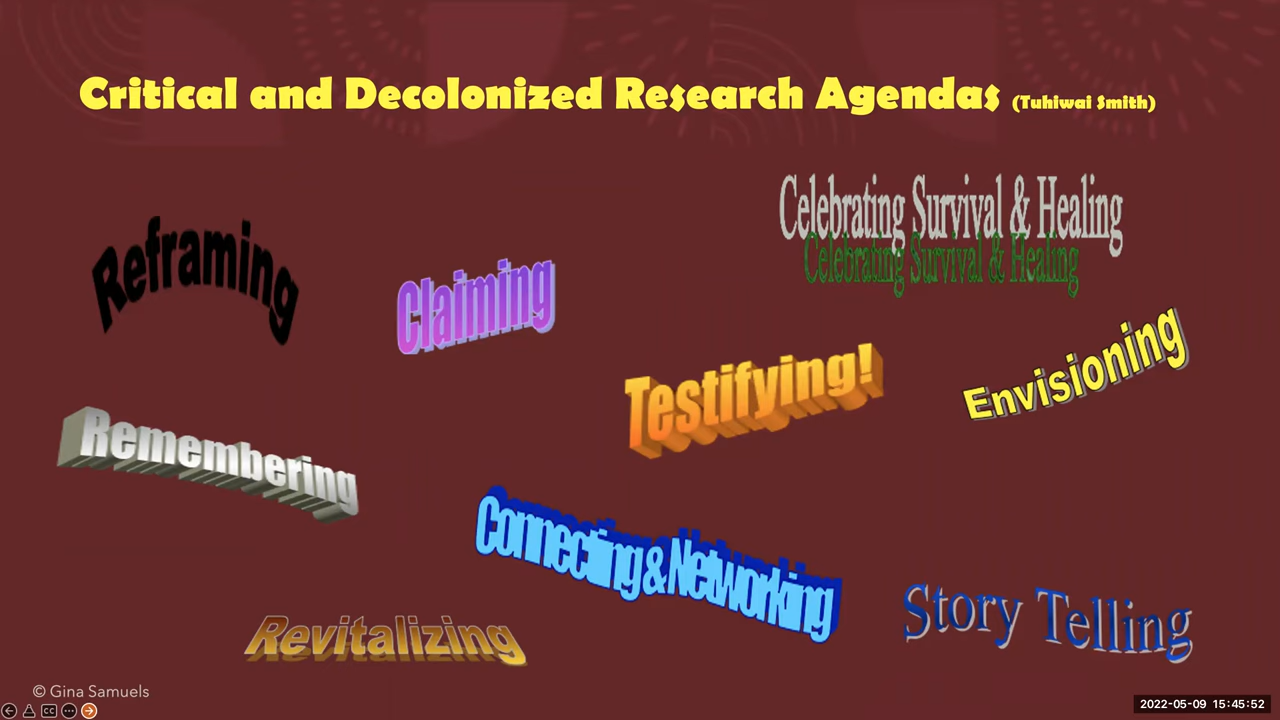 Critical and Decolonized Research Agendas (Tuhiwai Smith)
Celebrating Survival & Healing
Celebrating Survival & Healing
Reframing
Claiming
Envisioning
Testifying!
Remembering
Connecting & Networking
Story Telling
Revitalizing
© Gina Samuels
CC
2022-05-09 15:45:52